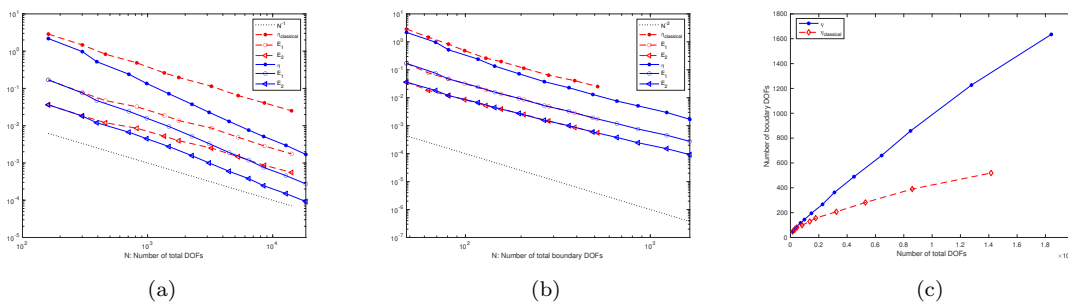 10^1
10^0
10^-1
10^-2
10^-3
10^-4
10^-5
10^2
10^3
10^4
N: Number of total DOFs
N^-1
η_classical
E_1
E_2
η
E_1
E_2
(a)
10^1
10^0
10^-1
10^-2
10^-3
10^-4
10^-5
10^-6
10^-7
10^2
10^3
N: Number of total boundary DOFs
N^-2
η_classical
E_1
E_2
η
E_1
E_2
(b)
1800
1600
1400
1200
1000
800
600
400
200
0
Number of boundary DOFs
0
0.2
0.4
0.6
0.8
1
1.2
1.4
1.6
1.8
×10
Number of total DOFs
ν
ν_classical
(c)